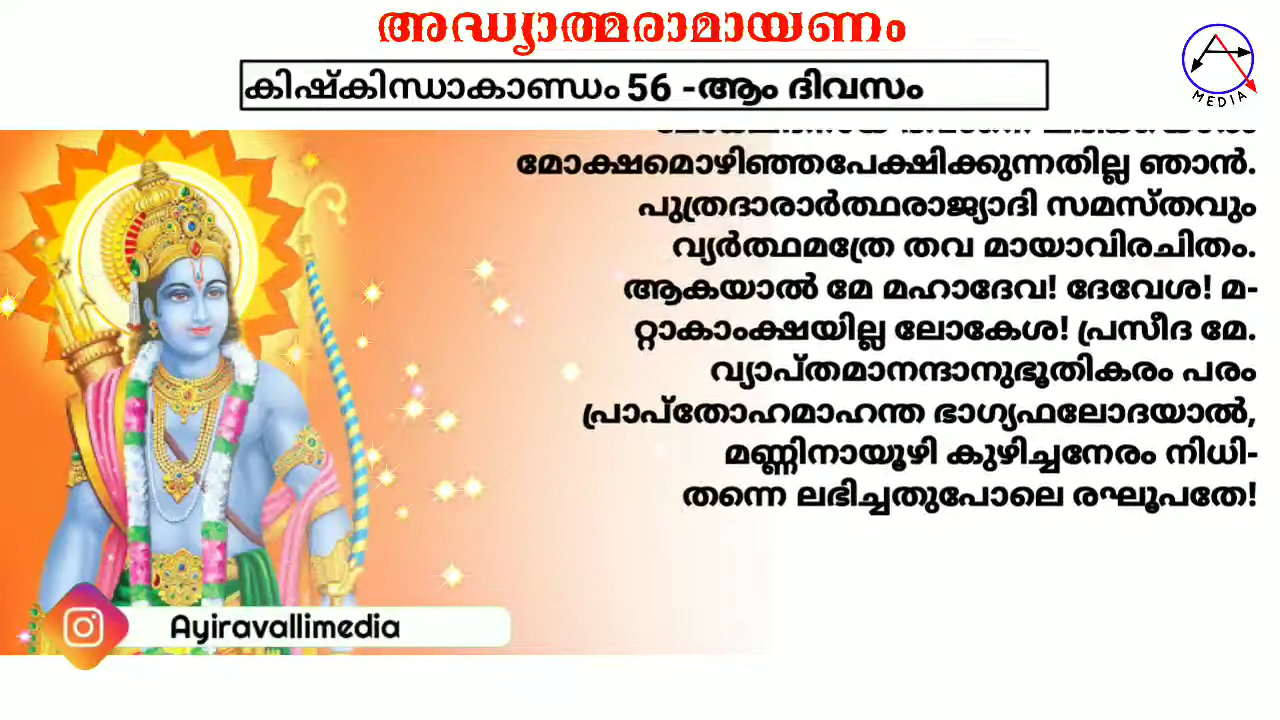 അദ്ധ്യാത്മരാമായണം
കിഷ്കിന്ധാകാണ്ഡം 56 -ആം ദിവസം
MEDIA
മോക്ഷമൊഴിഞ്ഞപേക്ഷിക്കുന്നതില്ല ഞാൻ.
പുത്രദാരാർത്ഥരാജ്യാദി സമസ്തവും
വ്യർത്ഥമത്രേ തവ മായാവിരചിതം.
ആകയാൽ മേ മഹാദേവ! ദേവേശ! മ-
റ്റാകാംക്ഷയില്ല ലോകേശ! പ്രസീദ മേ.
വ്യാപ്തമാനന്ദാനുഭൂതികരം പരം
പ്രാപ്തോഹമാഹന്ത ഭാഗ്യഫലോദയാൽ,
മണ്ണിനായൂഴി കുഴിച്ചനേരം നിധി-
തന്നെ ലഭിച്ചതുപോലെ രഘൂപതേ!
Ayiravallimedia